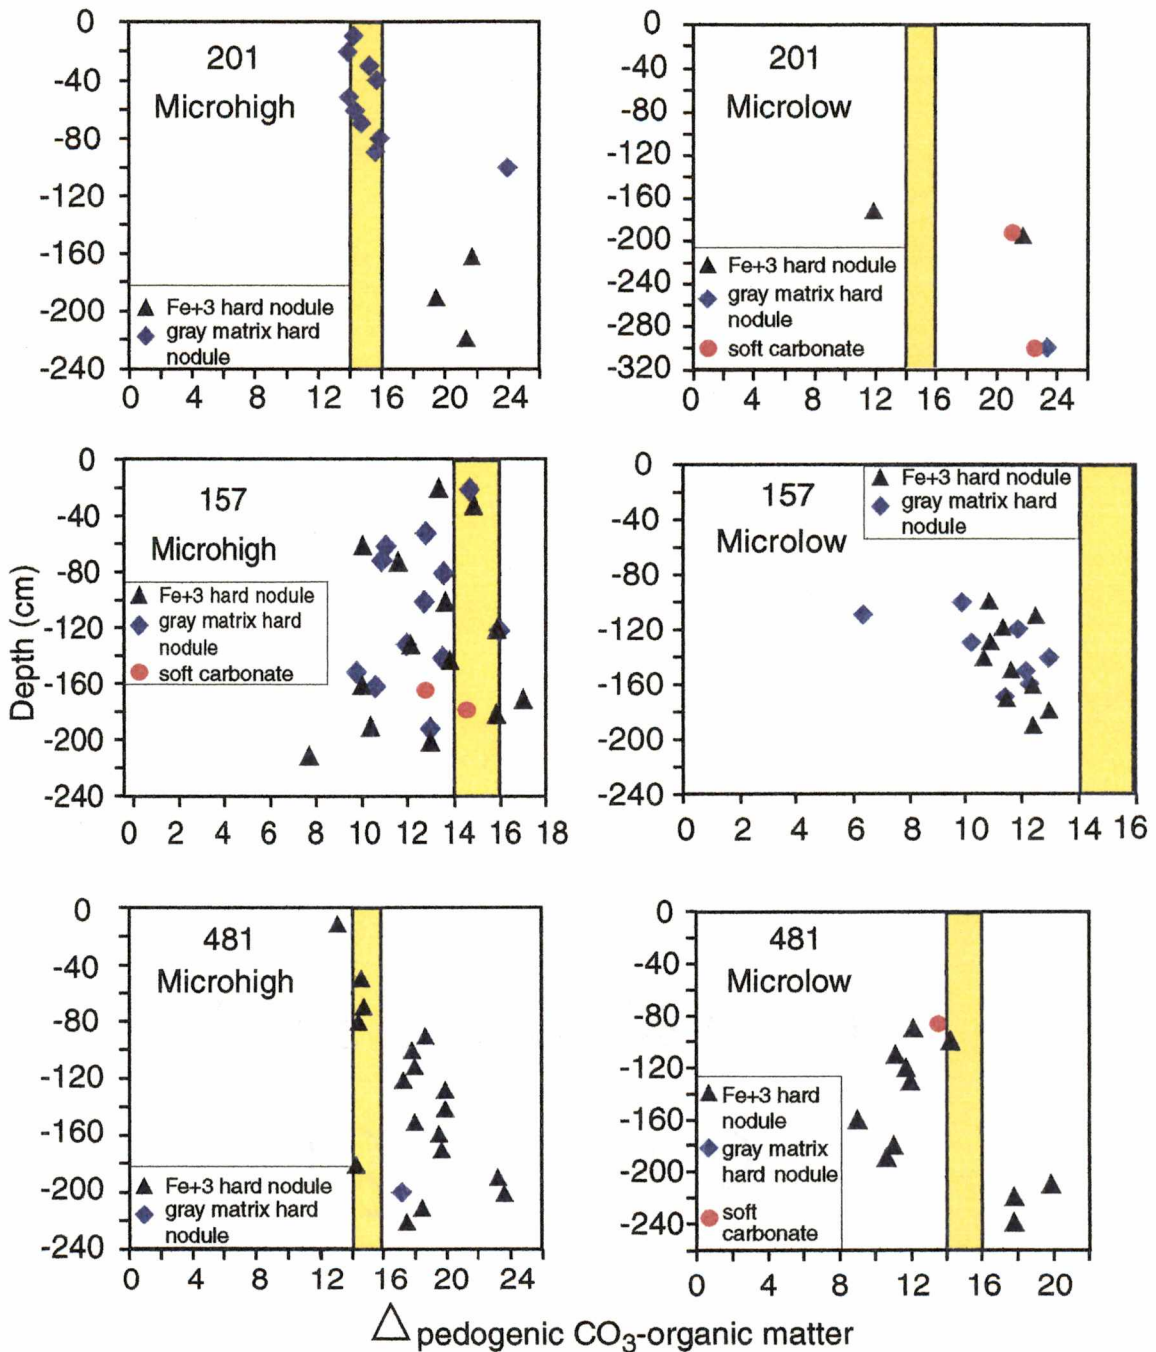 0
-40
-80
-120
-160
-200
-240
201
Microhigh
Fe+3 hard nodule
gray matrix hard
nodule
0 4 8 12 16 20 24
0
-40
-80
-120
-160
-200
-240
-280
-320
201
Microlow
Fe+3 hard nodule
gray matrix hard
nodule
soft carbonate
0 4 8 12 16 20 24
Depth (cm)
0
-40
-80
-120
-160
-200
-240
157
Microhigh
Fe+3 hard nodule
gray matrix hard
nodule
soft carbonate
0 2 4 6 8 10 12 14 16 18
0
-40
-80
-120
-160
-200
-240
157
Microlow
Fe+3 hard nodule
gray matrix hard
nodule
0 2 4 6 8 10 12 14 16
0
-40
-80
-120
-160
-200
-240
481
Microhigh
Fe+3 hard nodule
gray matrix hard
nodule
0 4 8 12 16 20 24
0
-40
-80
-120
-160
-200
-240
481
Microlow
Fe+3 hard
nodule
gray matrix
hard nodule
soft
carbonate
0 4 8 12 16 20
△ pedogenic CO₃-organic matter